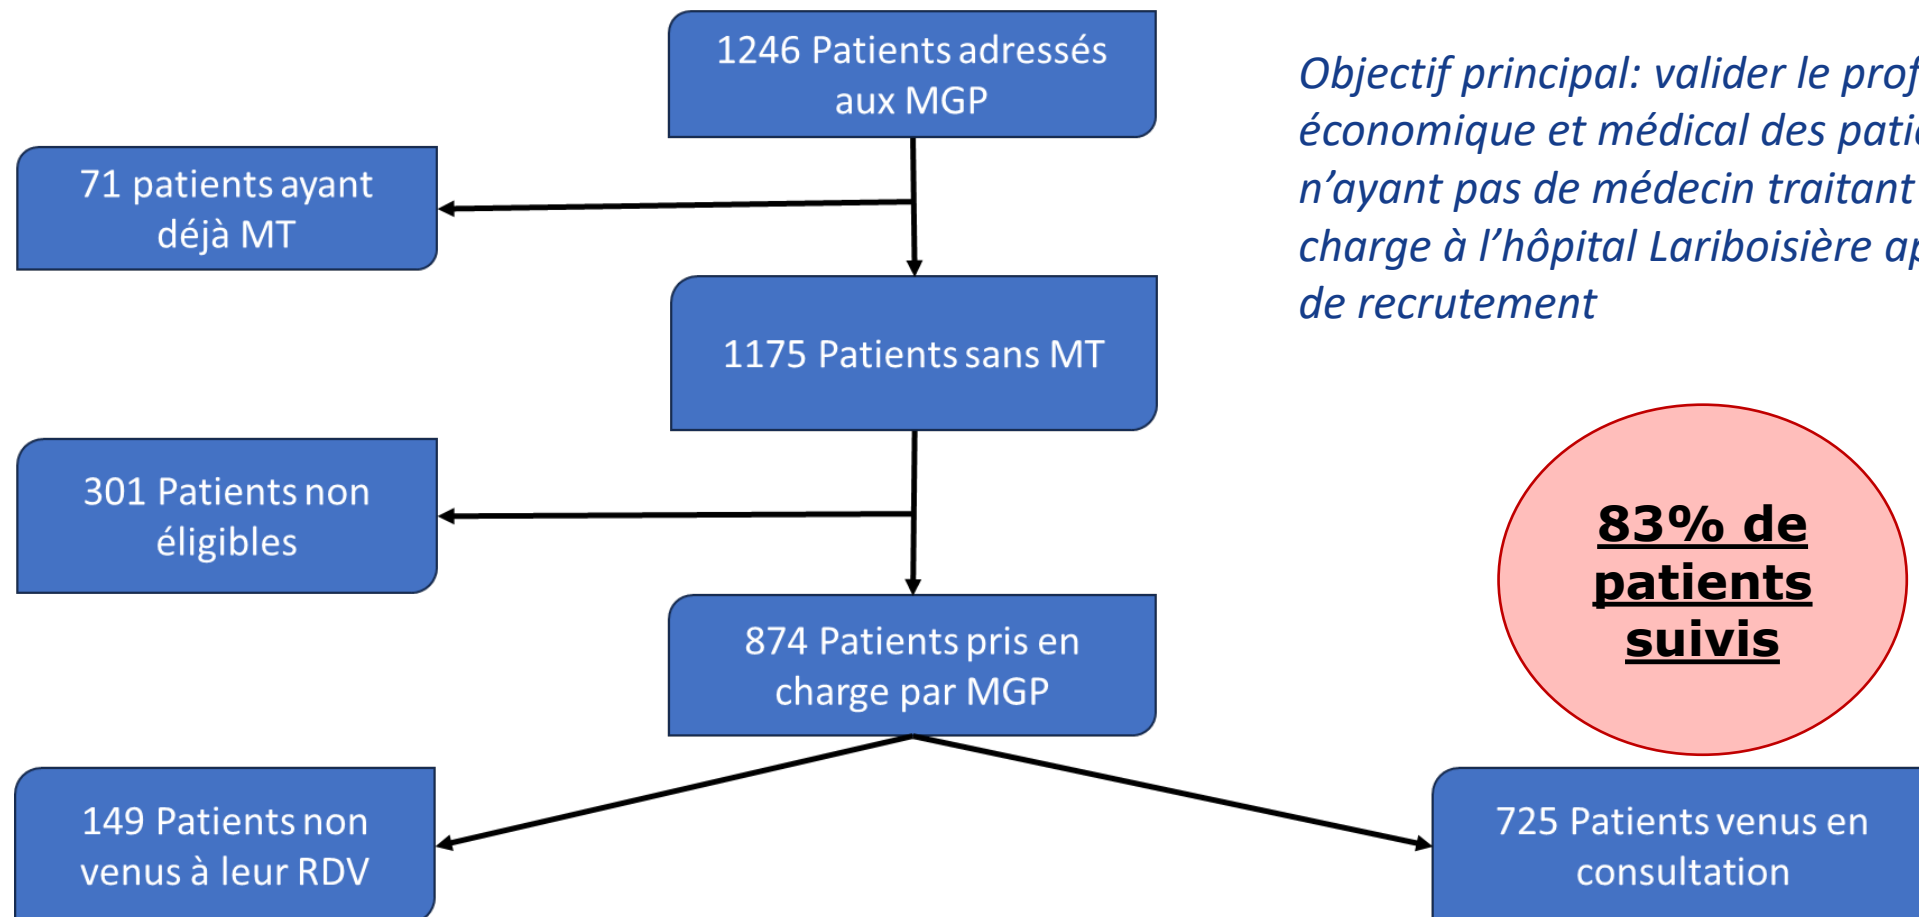 1246 Patients adressés
aux MGP
Objectif principal: valider le prof
économique et médical des patie
n’ayant pas de médecin traitant
charge à l’hôpital Lariboisière ap
de recrutement
71 patients ayant
déjà MT
1175 Patients sans MT
301 Patients non
éligibles
83% de
patients
suivis
874 Patients pris en
charge par MGP
149 Patients non
venus à leur RDV
725 Patients venus en
consultation